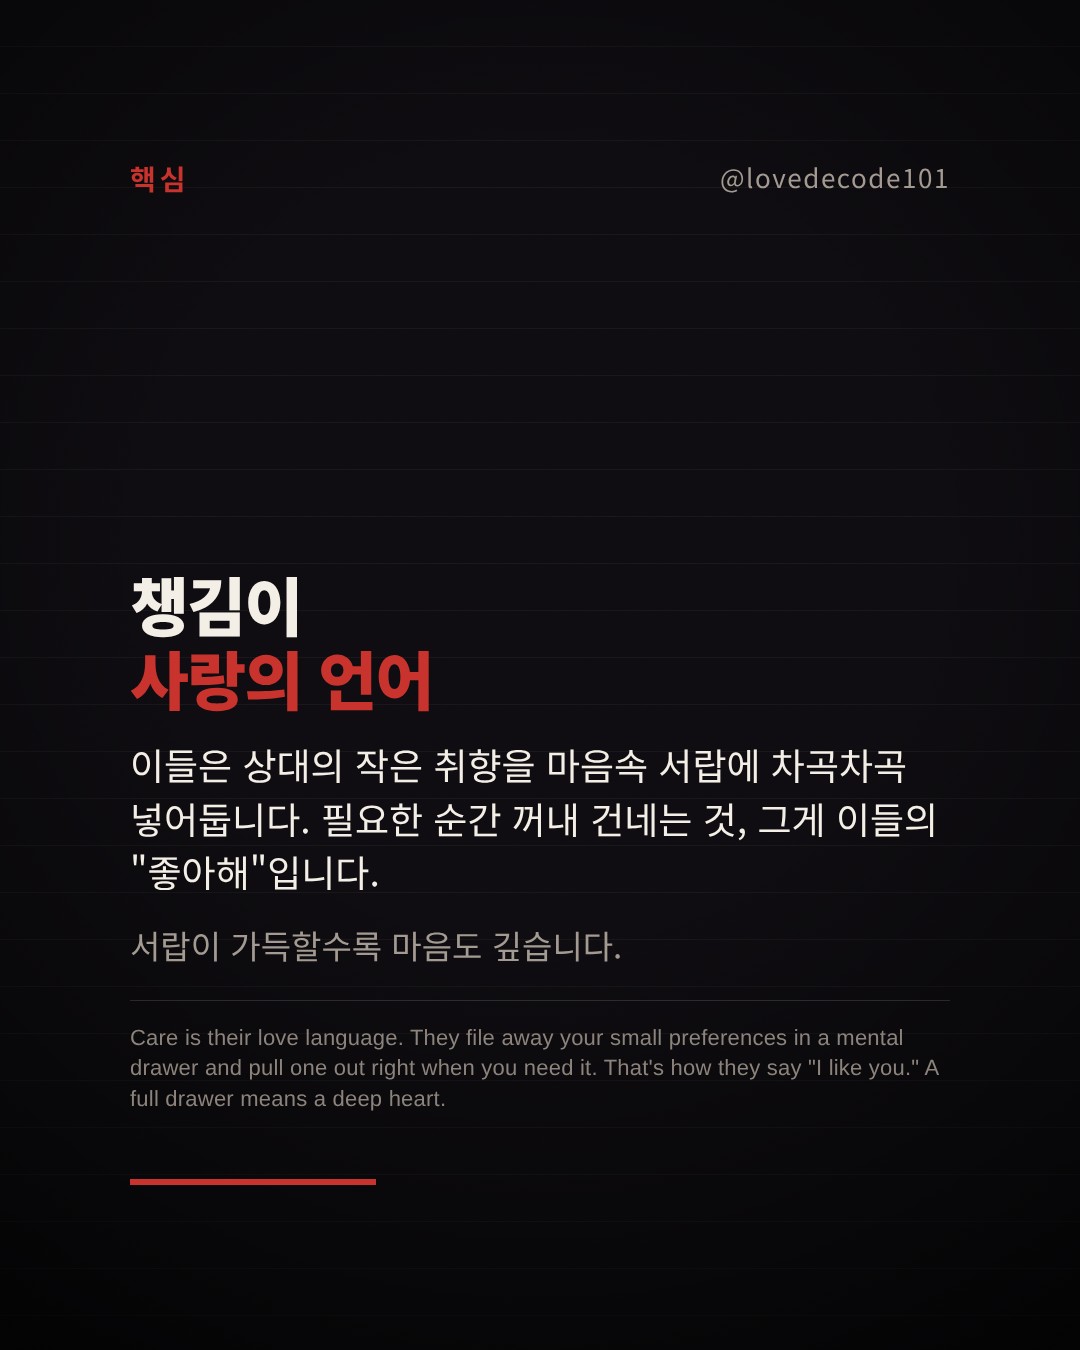 핵심
@lovedecode101
챙김이
사랑의 언어
이들은 상대의 작은 취향을 마음속 서랍에 차곡차곡
넣어둡니다. 필요한 순간 꺼내 건네는 것, 그게 이들의
"좋아해"입니다.
서랍이 가득할수록 마음도 깊습니다.
Care is their love language. They file away your small preferences in a mental
drawer and pull one out right when you need it. That's how they say "I like you." A
full drawer means a deep heart.